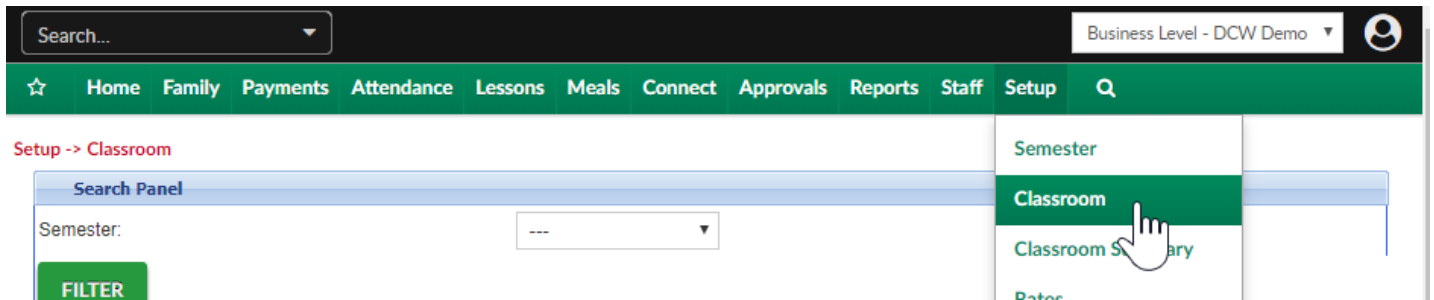 Search...
Business Level - DCW Demo
Home Family Payments Attendance Lessons Meals Connect Approvals Reports Staff Setup
Setup -> Classroom
Semester
Search Panel
Classroom
Semester:
---
Classroom
FILTER